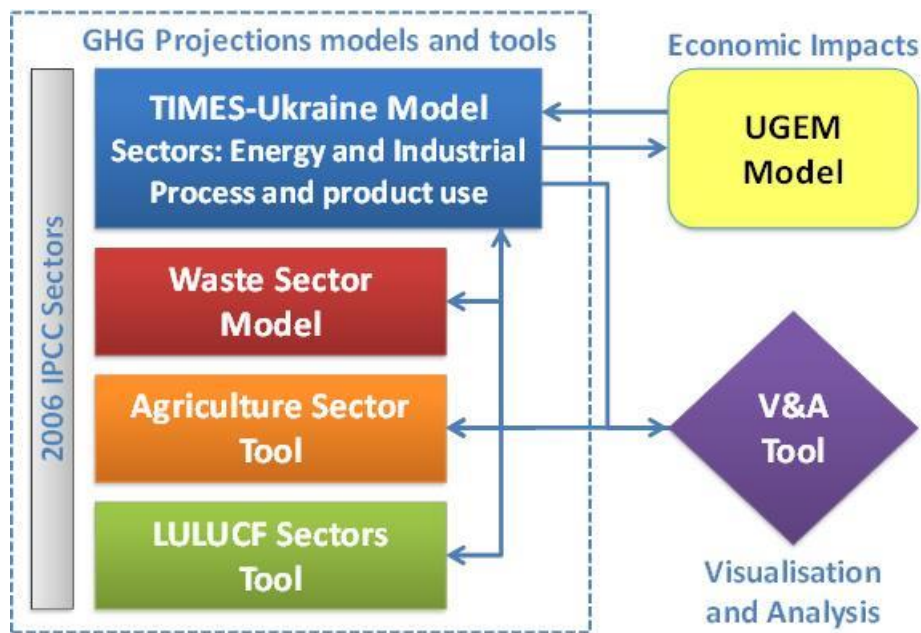 GHG Projections models and tools
Economic Impacts
2006 IPCC Sectors
TIMES-Ukraine Model
Sectors: Energy and Industrial
Process and product use
UGEM
Model
Waste Sector
Model
Agriculture Sector
Tool
V&A
Tool
LULUCF Sectors
Tool
Visualisation
and Analysis